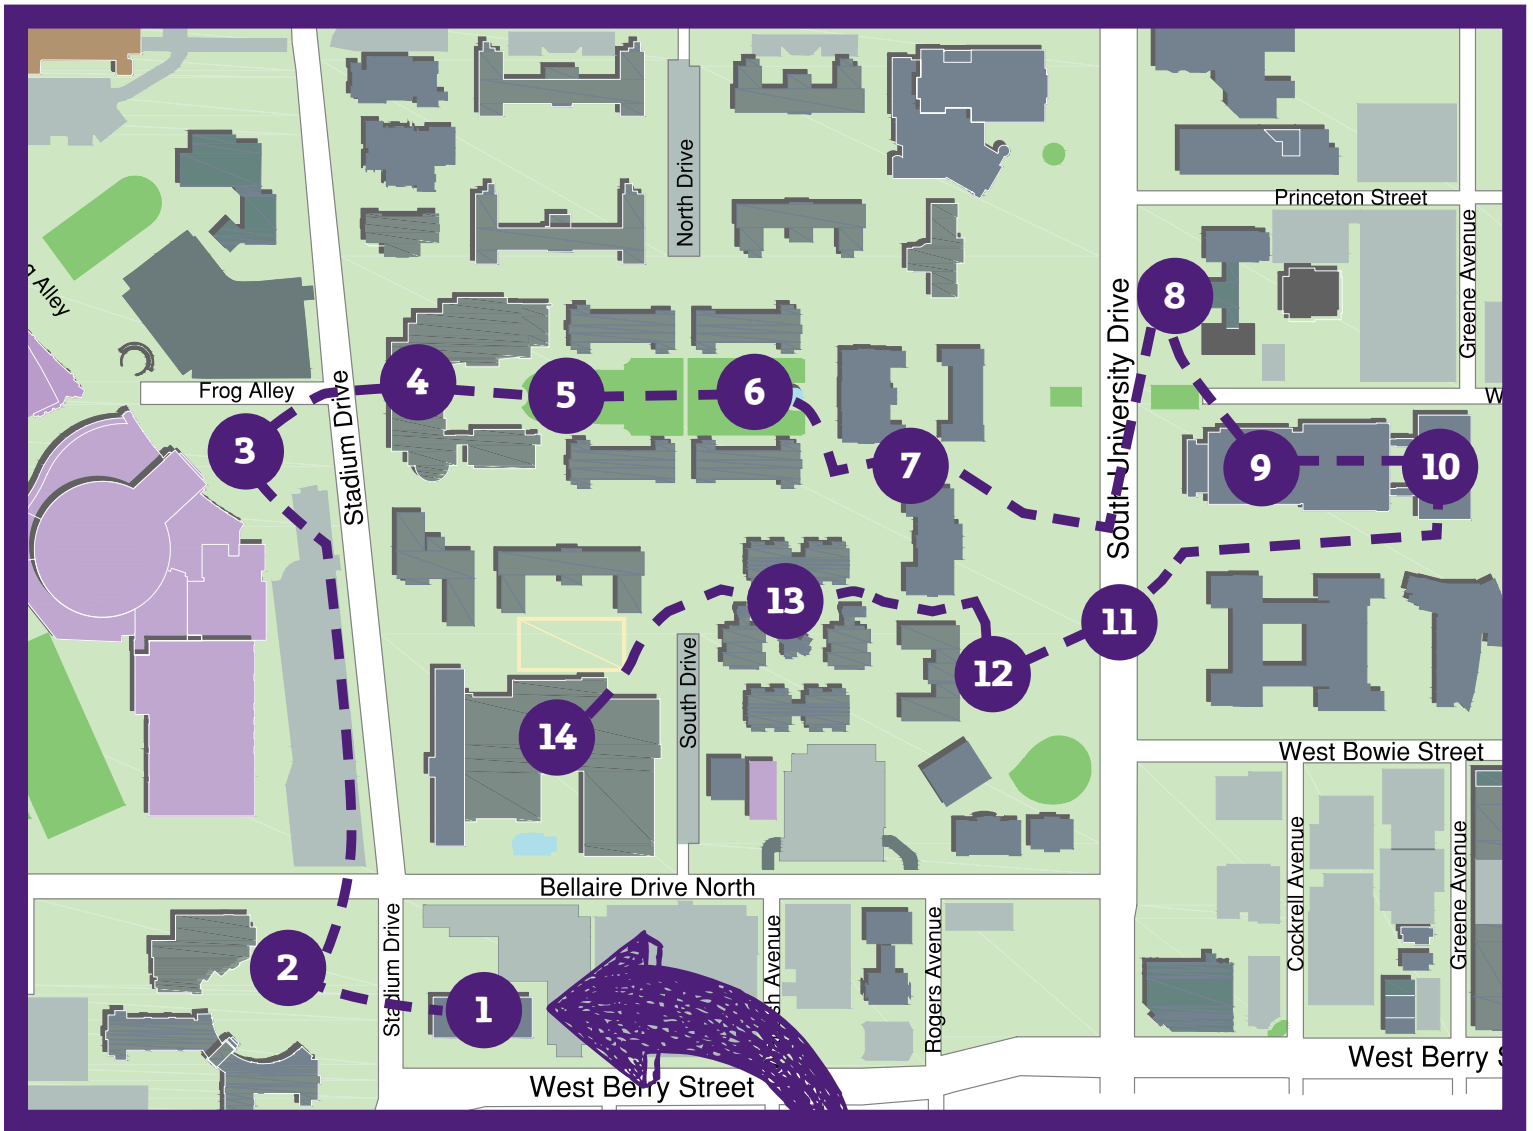 North Drive
Princeton Street
Greene Avenue
Alley
8
South University Drive
4
5
6
Frog Alley
Stadium Drive
W
3
7
9
10
13
11
12
14
South Drive
West Bowie Street
Cockrell Avenue
Greene Avenue
Bellaire Drive North
2
Stadium Drive
1
Avenue
Rogers Avenue
West Berry Street
West Berry S